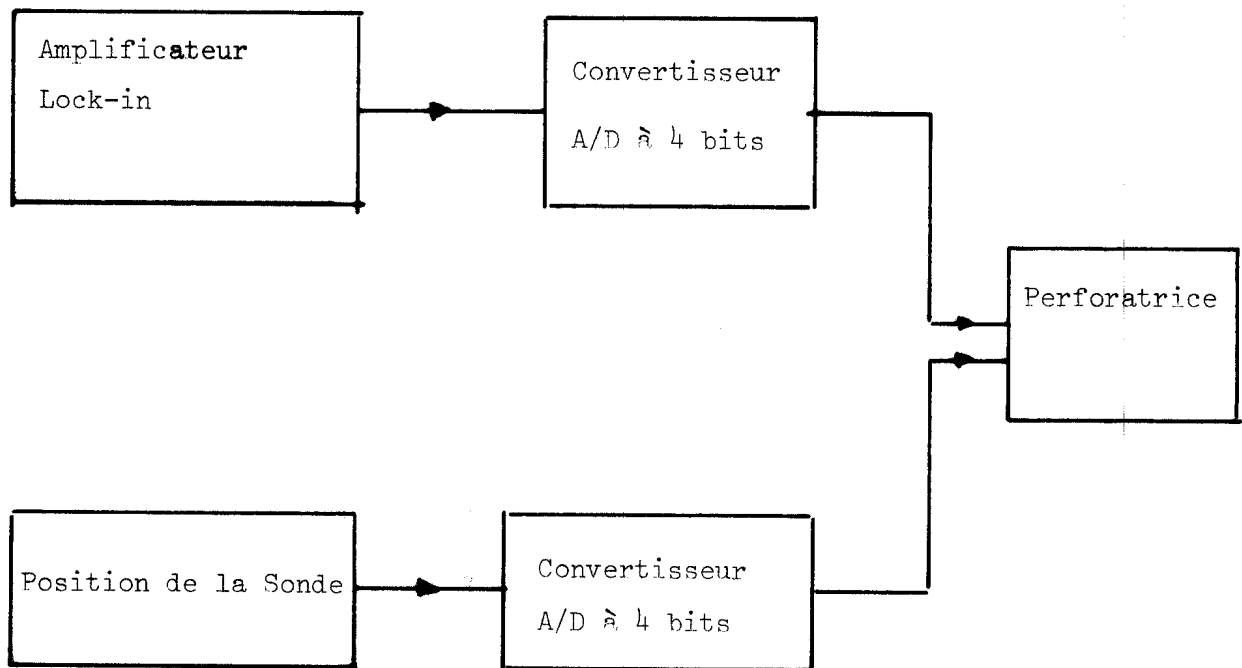 Amplificateur
Lock-in
Convertisseur
A/D à 4 bits
Perforatrice
Position de la Sonde
Convertisseur
A/D à 4 bits